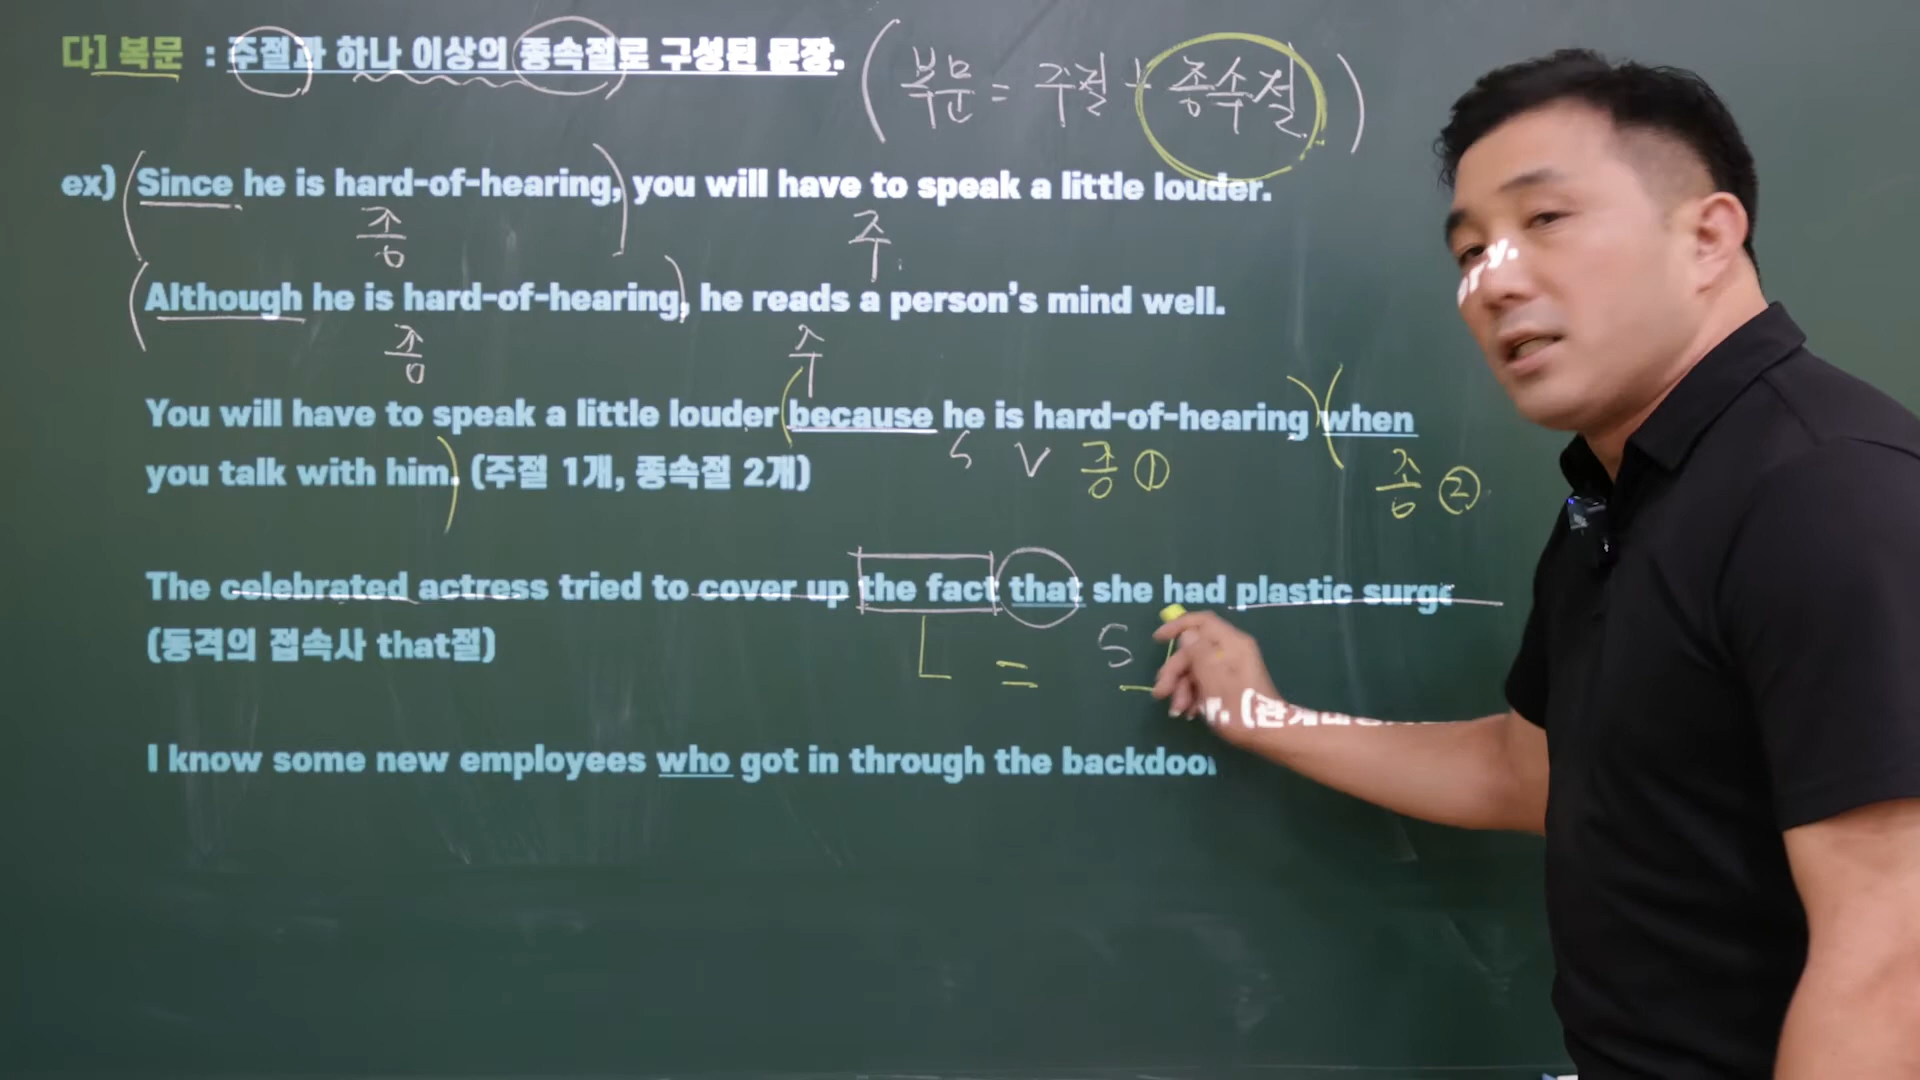 다] 복문 : 주절과 하나 이상의 종속절로 구성된 문장. (복문 = 주절 + 종속절)
ex) (Since he is hard-of-hearing,) you will have to speak a little louder.
종 주
(Although he is hard-of-hearing), he reads a person's mind well.
종 주
You will have to speak a little louder (because he is hard-of-hearing) (when
S V 종 ① 종 ②
you talk with him.) (주절 1개, 종속절 2개)
The celebrated actress tried to cover up the fact that she had plastic
(동격의 접속사 that절)
= S
I know some new employees who got in through the